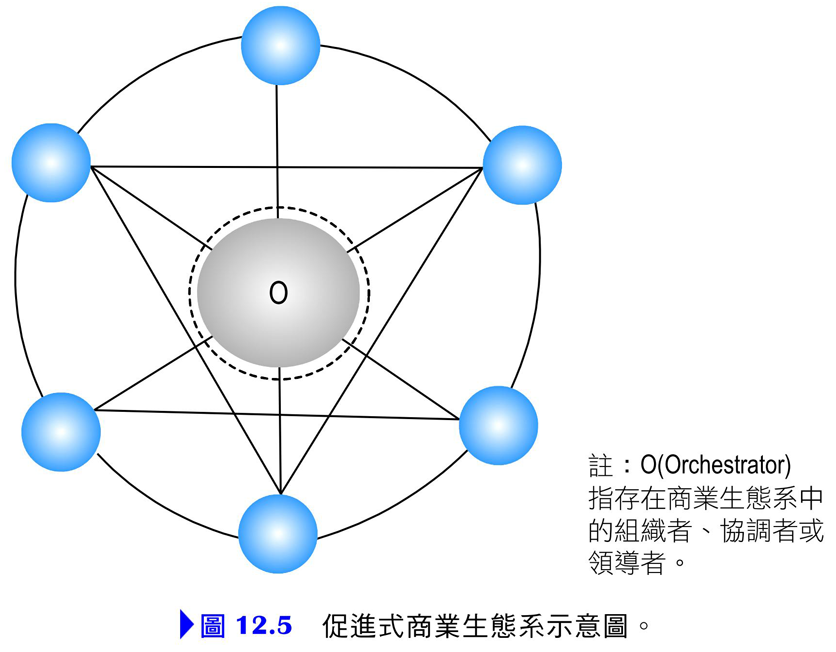 O
註：O(Orchestrator)
指存在商業生態系中
的組織者、協調者或
領導者。
圖 12.5 促進式商業生態系示意圖。